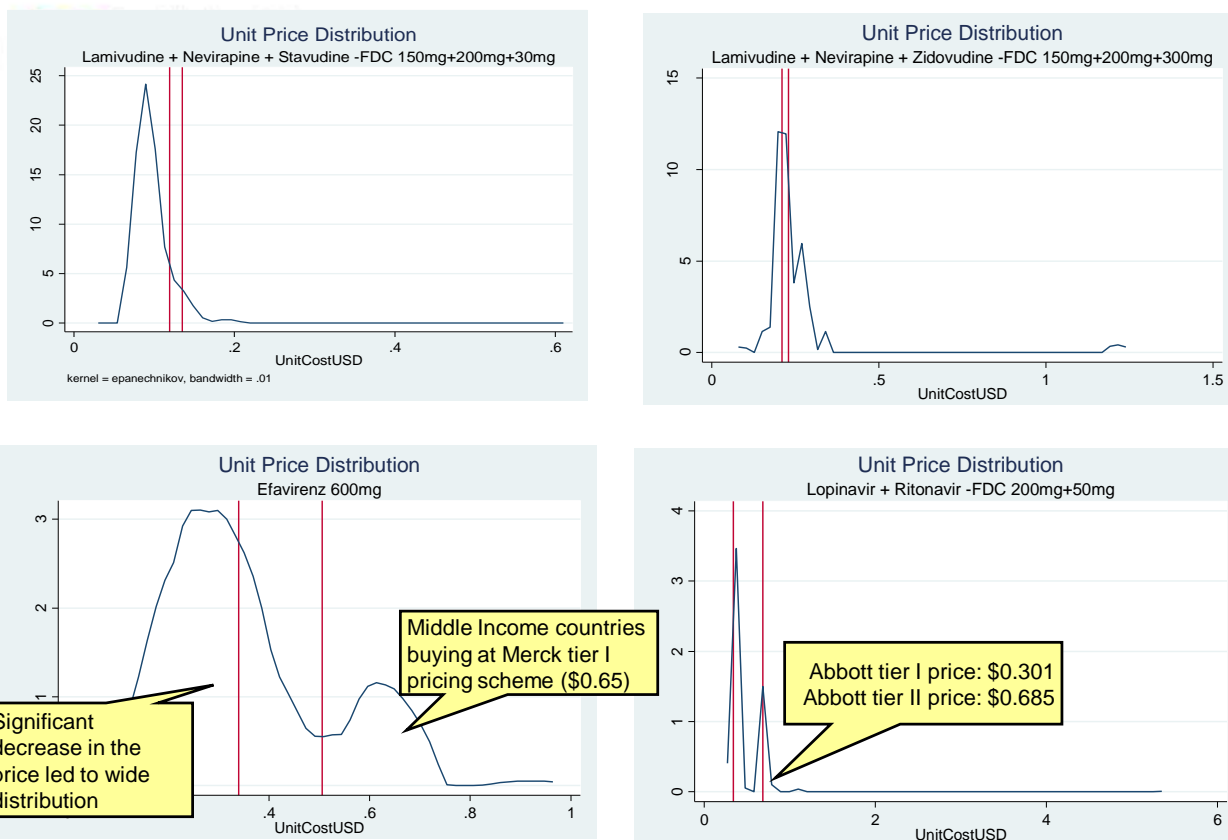 Unit Price Distribution
Lamivudine + Nevirapine + Stavudine -FDC 150mg+200mg+30mg
25
20
15
10
5
0
0
.2
.4
.6
UnitCostUSD
kernel = epanechnikov, bandwidth = .01
Unit Price Distribution
Lamivudine + Nevirapine + Zidovudine -FDC 150mg+200mg+300mg
15
10
5
0
0
.5
1
1.5
UnitCostUSD
Unit Price Distribution
Efavirenz 600mg
3
2
1
Middle Income countries
buying at Merck tier I
pricing scheme ($0.65)
Significant
decrease in the
price led to wide
distribution
.4
.6
.8
1
UnitCostUSD
Unit Price Distribution
Lopinavir + Ritonavir -FDC 200mg+50mg
4
3
2
1
0
Abbott tier I price: $0.301
Abbott tier II price: $0.685
0
2
4
6
UnitCostUSD